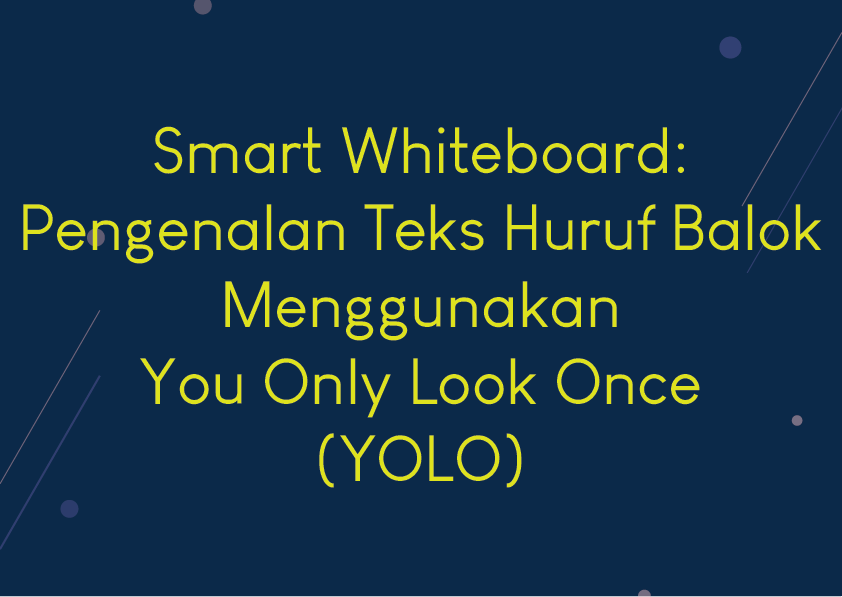 Smart Whiteboard:
Pengenalan Teks Huruf Balok
Menggunakan
You Only Look Once
(YOLO)